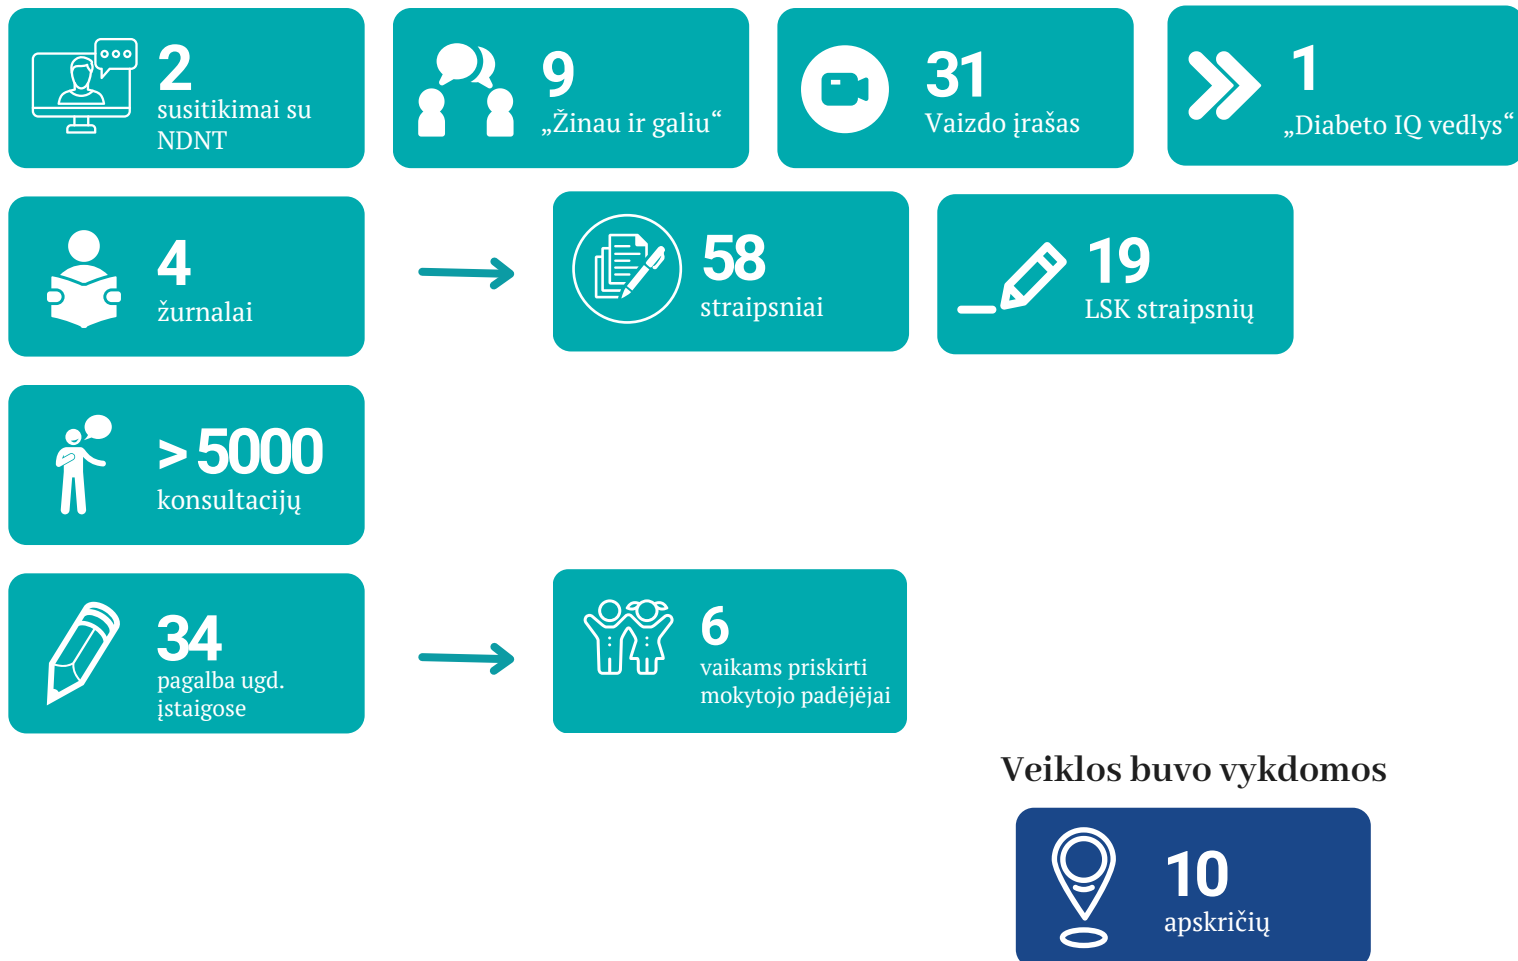 2
susitikimai su
NDNT
9
„Žinau ir galiu“
31
Vaizdo įrašas
1
„Diabeto IQ vedlys“
4
žurnalai
58
straipsniai
19
LSK straipsnių
> 5000
konsultacijų
34
pagalba ugd.
įstaigose
6
vaikams priskirti
mokytojo padėjėjai
Veiklos buvo vykdomos
10
apskričių